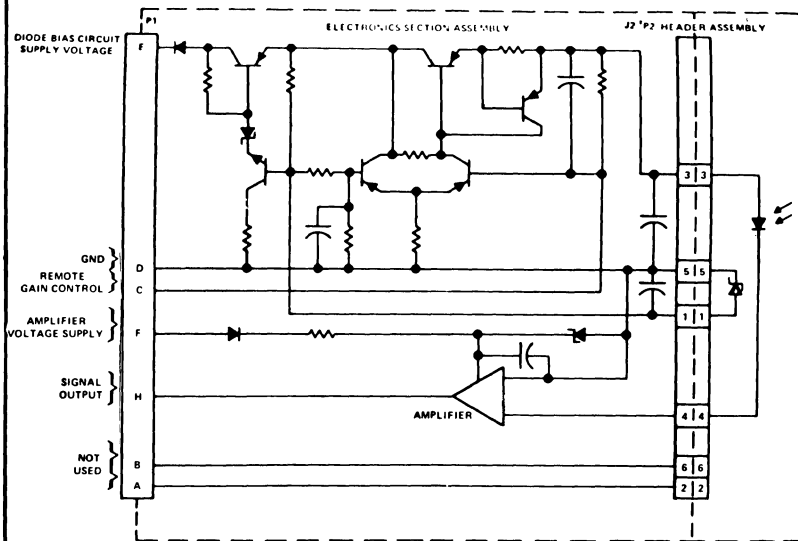 P1
ELECTRONICS SECTION ASSEMBLY
J2 P2 HEADER ASSEMBLY
DIODE BIAS CIRCUIT
SUPPLY VOLTAGE
E
3 3
GND
D
5 5
REMOTE
GAIN CONTROL
C
AMPLIFIER
VOLTAGE SUPPLY
F
1 1
SIGNAL
OUTPUT
H
AMPLIFIER
4 4
NOT
USED
B
6 6
A
2 2